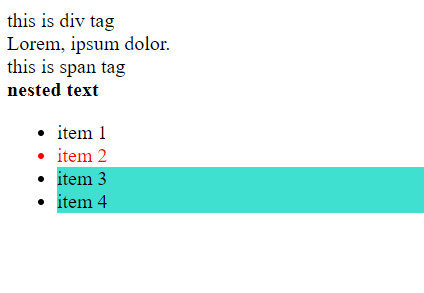 this is div tag
Lorem, ipsum dolor.
this is span tag
nested text
• item 1
• item 2
• item 3
• item 4